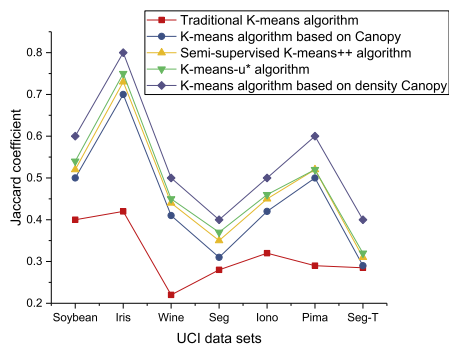 Traditional K-means algorithm
K-means algorithm based on Canopy
Semi-supervised K-means++ algorithm
K-means-u* algorithm
K-means algorithm based on density Canopy
0.8
0.7
0.6
0.5
0.4
0.3
0.2
Jaccard coefficient
Soybean Iris Wine Seg Iono Pima Seg-T
UCI data sets